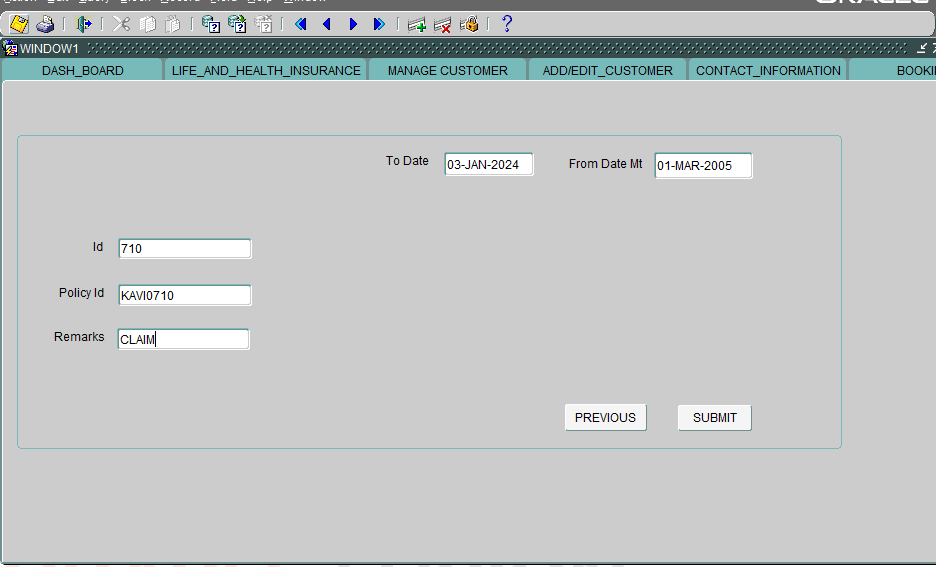 WINDOW1
DASH_BOARD LIFE_AND_HEALTH_INSURANCE MANAGE CUSTOMER ADD/EDIT_CUSTOMER CONTACT_INFORMATION BOOKI
To Date 03-JAN-2024 From Date Mt 01-MAR-2005
Id 710
Policy Id KAVI0710
Remarks CLAIM
PREVIOUS SUBMIT